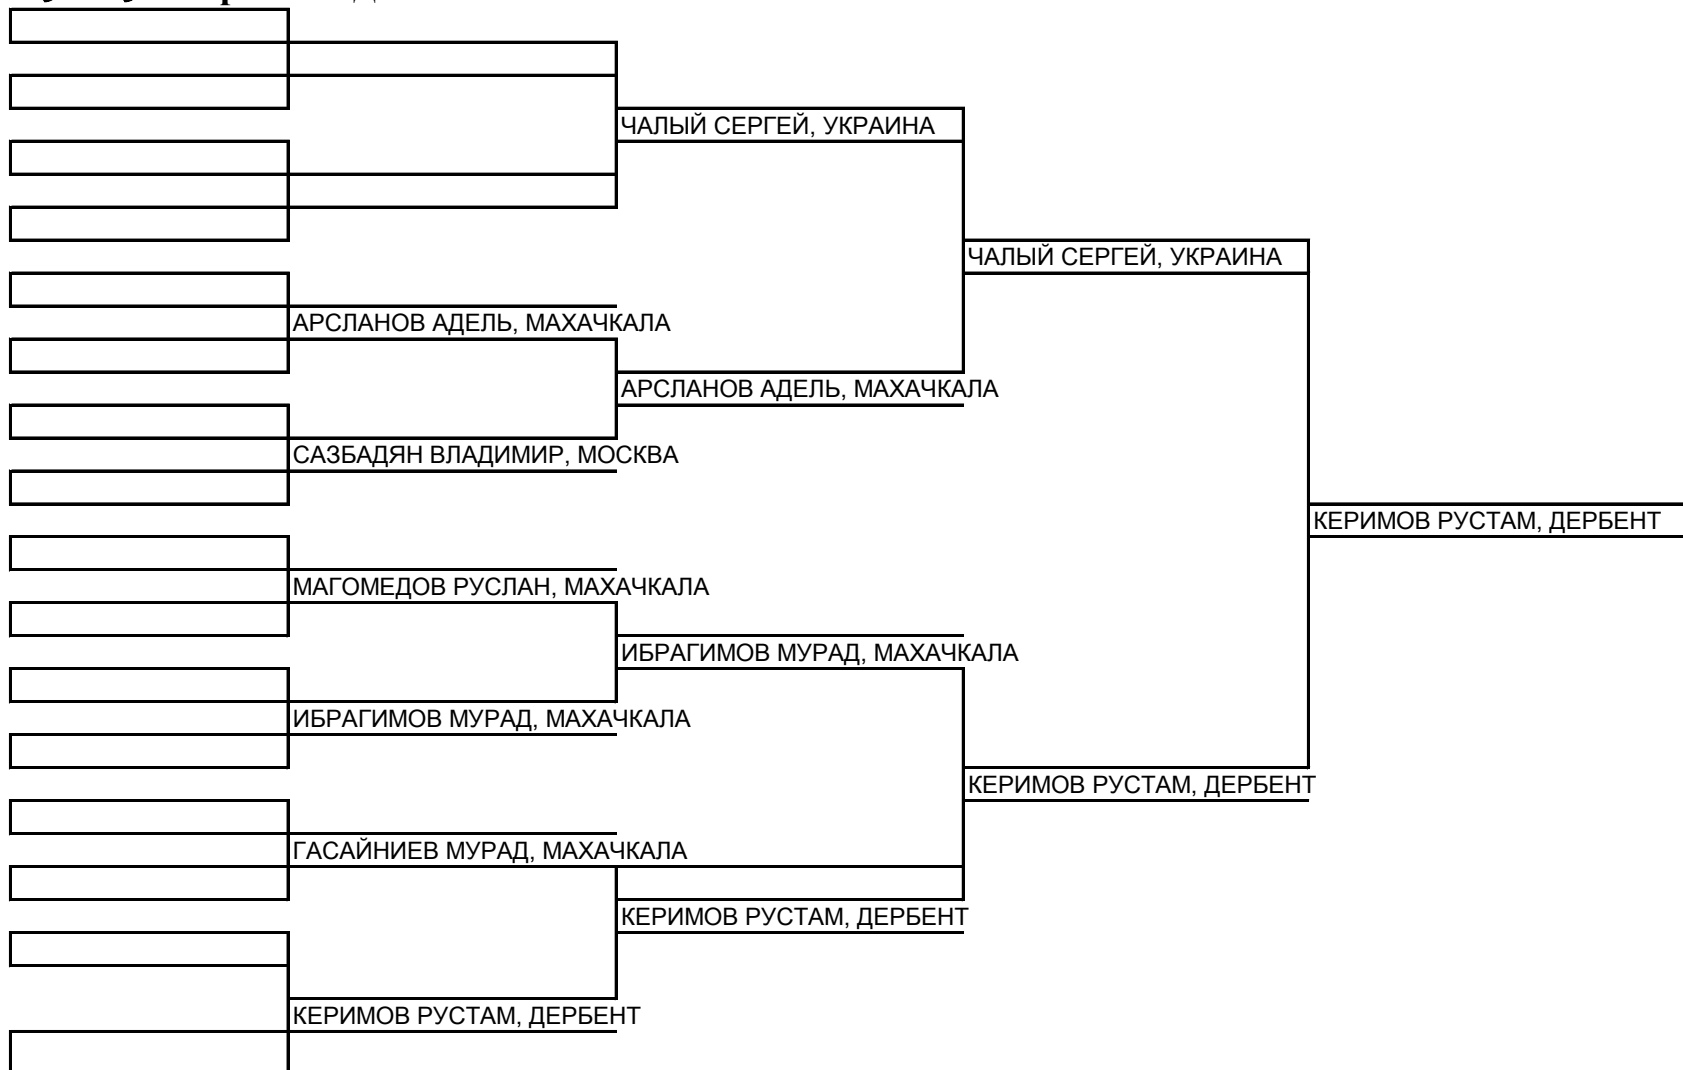 ЧАЛЫЙ СЕРГЕЙ, УКРАИНА
ЧАЛЫЙ СЕРГЕЙ, УКРАИНА
АРСЛАНОВ АДЕЛЬ, МАХАЧКАЛА
АРСЛАНОВ АДЕЛЬ, МАХАЧКАЛА
САЗБАДЯН ВЛАДИМИР, МОСКВА
КЕРИМОВ РУСТАМ, ДЕРБЕНТ
МАГОМЕДОВ РУСЛАН, МАХАЧКАЛА
ИБРАГИМОВ МУРАД, МАХАЧКАЛА
ИБРАГИМОВ МУРАД, МАХАЧКАЛА
КЕРИМОВ РУСТАМ, ДЕРБЕНТ
ГАСАЙНИЕВ МУРАД, МАХАЧКАЛА
КЕРИМОВ РУСТАМ, ДЕРБЕНТ
КЕРИМОВ РУСТАМ, ДЕРБЕНТ